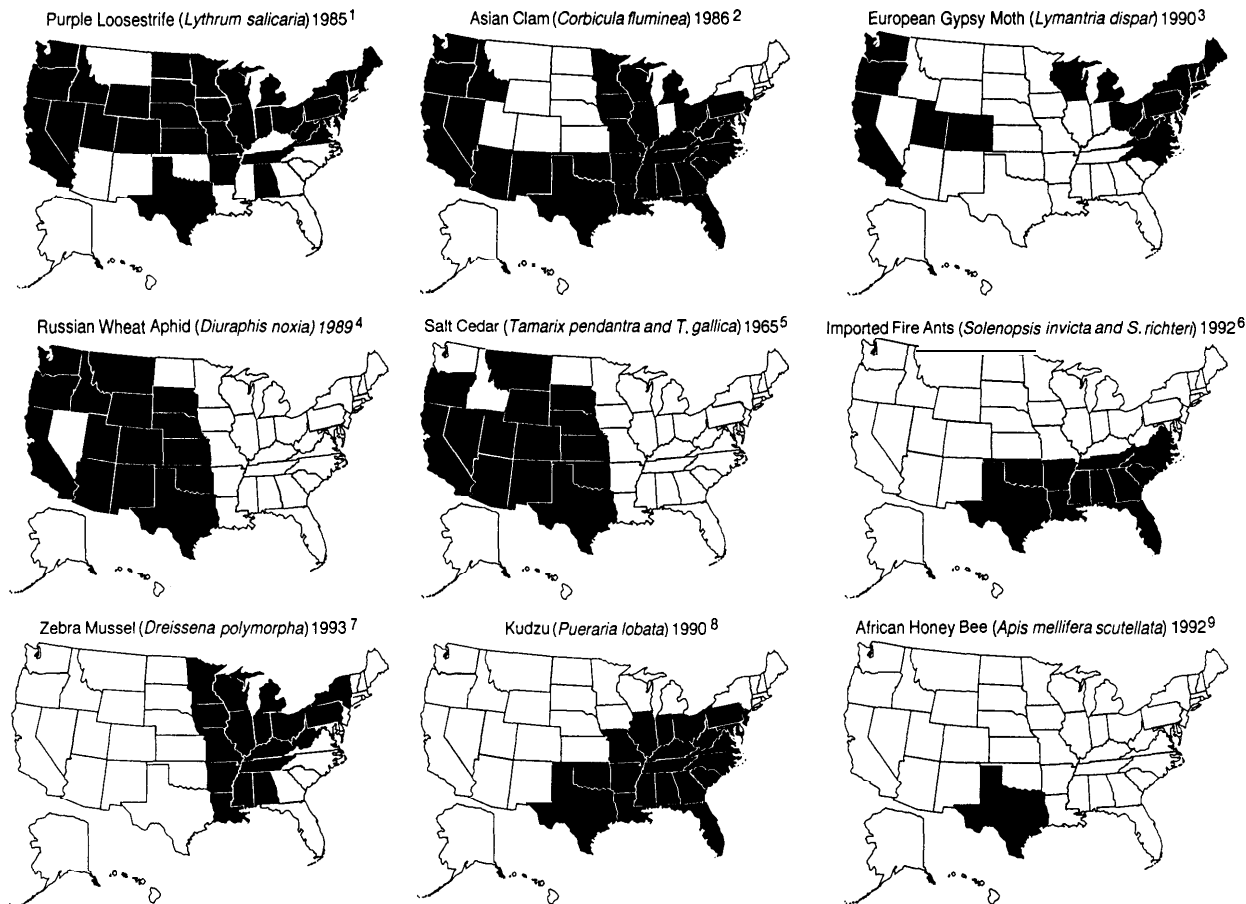 Purple Loosestrife (Lythrum salicaria) 1985 1
Asian Clam (Corbicula fluminea) 1986 2
European Gypsy Moth (Lymantria dispar) 1990 3
Russian Wheat Aphid (Diuraphis noxia) 1989 4
Salt Cedar (Tamarix pendantra and T. gallica) 1965 5
Imported Fire Ants (Solenopsis invicta and S. richteri) 1992 6
Zebra Mussel (Dreissena polymorpha) 1993 7
Kudzu (Pueraria lobata) 1990 8
African Honey Bee (Apis mellifera scutellata) 1992 9